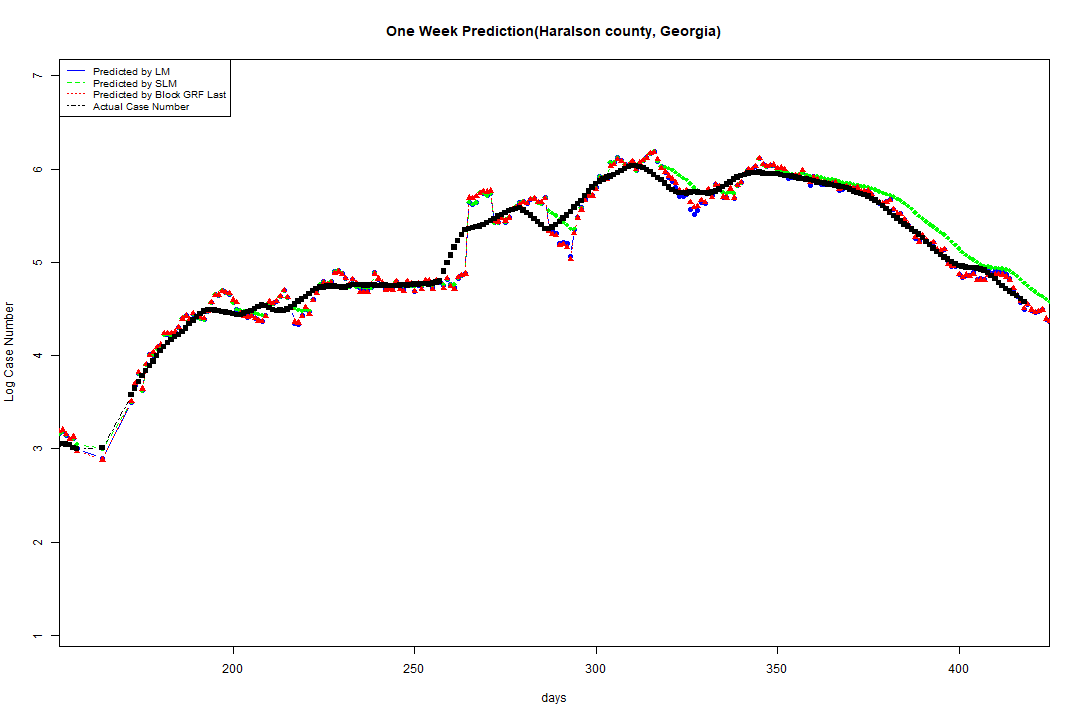 One Week Prediction(Haralson county, Georgia)
Predicted by LM
Predicted by SLM
Predicted by Block GRF Last
Actual Case Number
7
6
5
4
3
2
1
Log Case Number
200 250 300 350 400
days